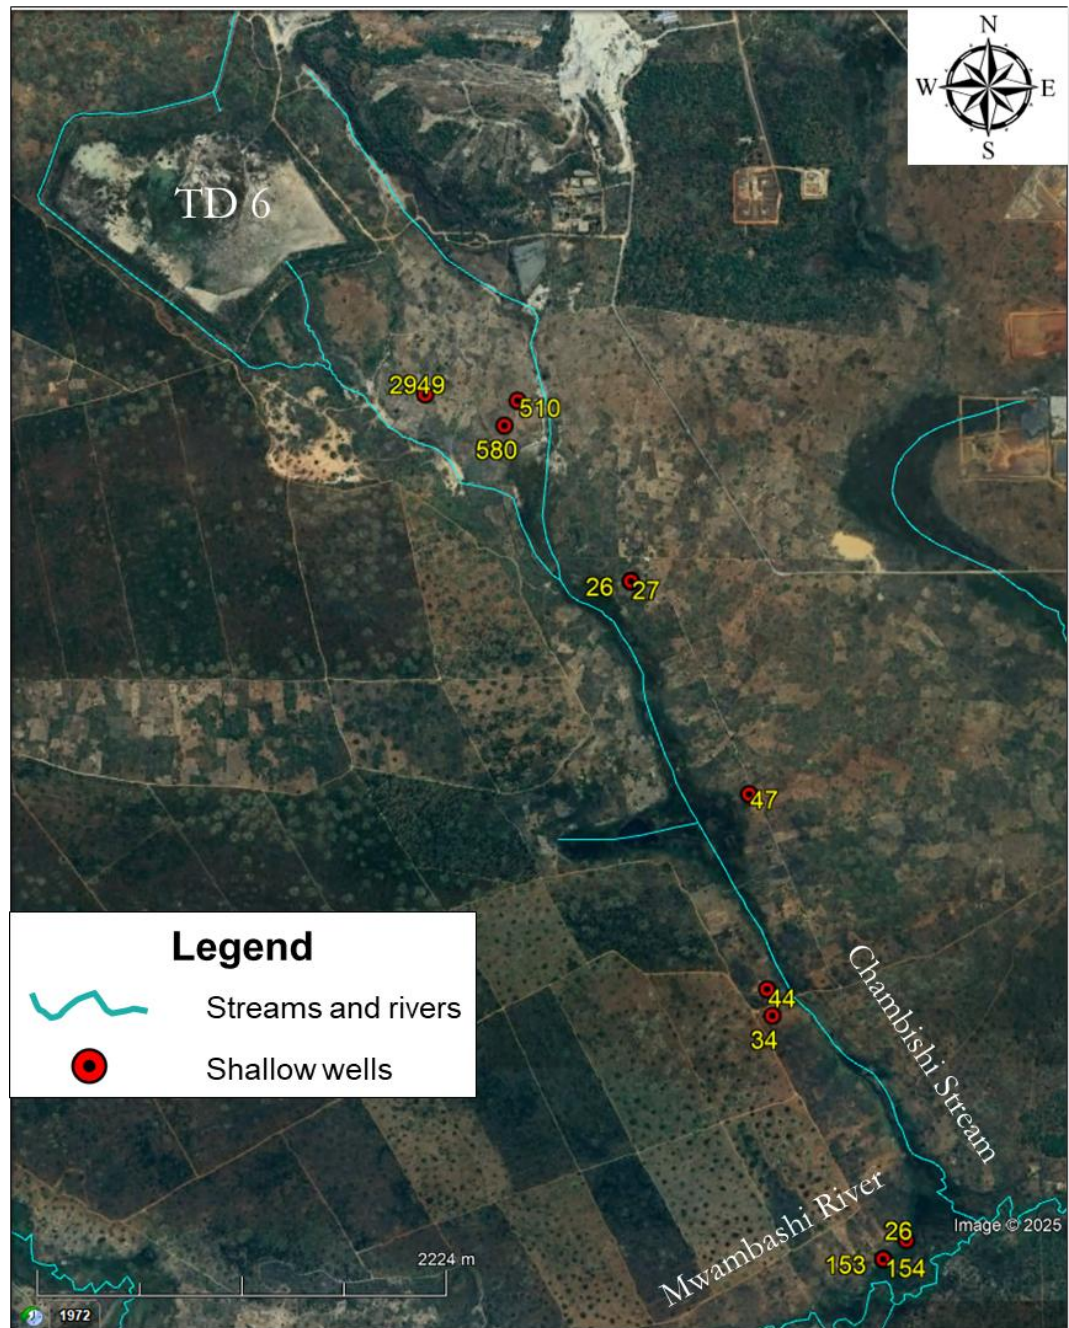 N
W
E
S
TD 6
2949
510
580
26
27
47
44
34
Chambishi Stream
Mwambashi River
26
153
154
Legend
Streams and rivers
Shallow wells
2224 m
1972
Image © 2025